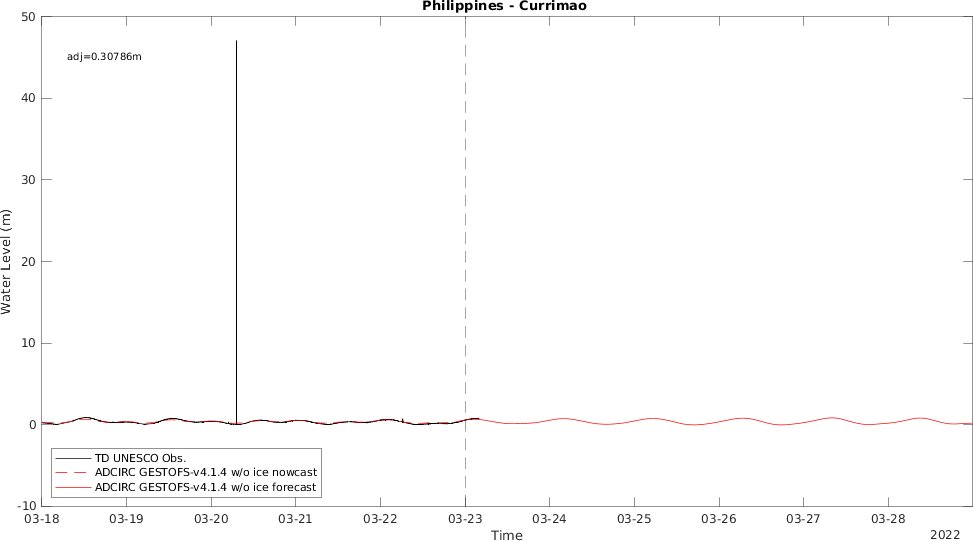 Philippines - Currimao
50
adj=0.30786m
40
30
20
10
0
-10
Water Level (m)
TD UNESCO Obs.
ADCIRC GESTOFS-v4.1.4 w/o ice nowcast
ADCIRC GESTOFS-v4.1.4 w/o ice forecast
03-18 03-19 03-20 03-21 03-22 03-23 03-24 03-25 03-26 03-27 03-28
Time
2022